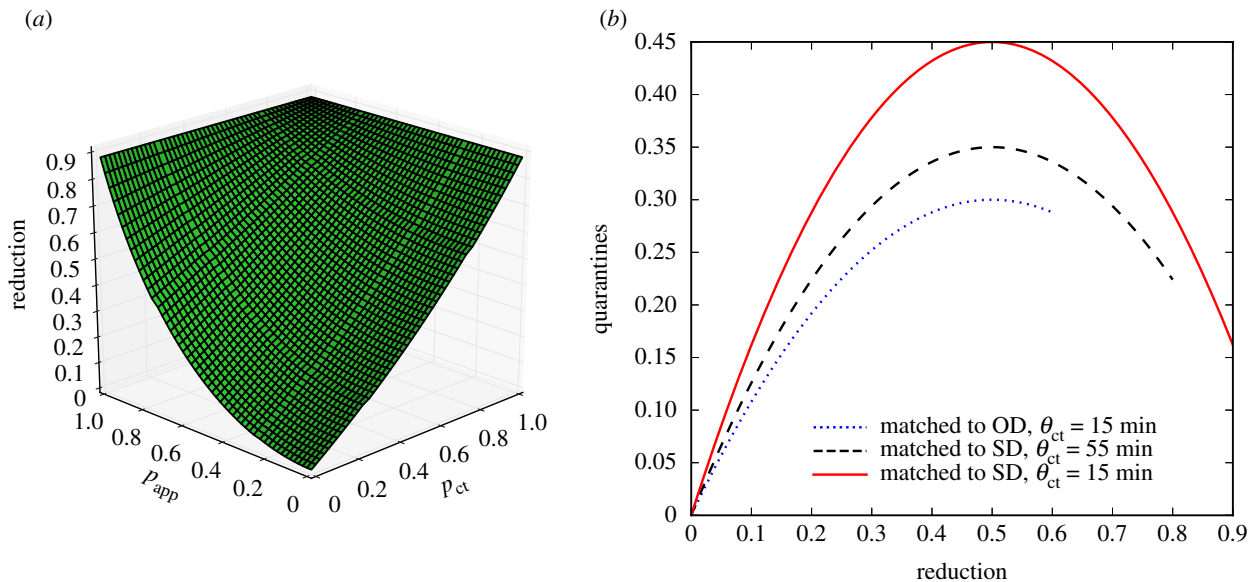 (a)
reduction
0.9
0.8
0.7
0.6
0.5
0.4
0.3
0.2
0.1
0
1.0
0.8
0.6
0.4
0.2
0
p_app
0
0.2
0.4
0.6
0.8
1.0
p_ct
(b)
quarantines
0.45
0.40
0.35
0.30
0.25
0.20
0.15
0.10
0.05
0
matched to OD, θ_ct = 15 min
matched to SD, θ_ct = 55 min
matched to SD, θ_ct = 15 min
0 0.1 0.2 0.3 0.4 0.5 0.6 0.7 0.8 0.9
reduction